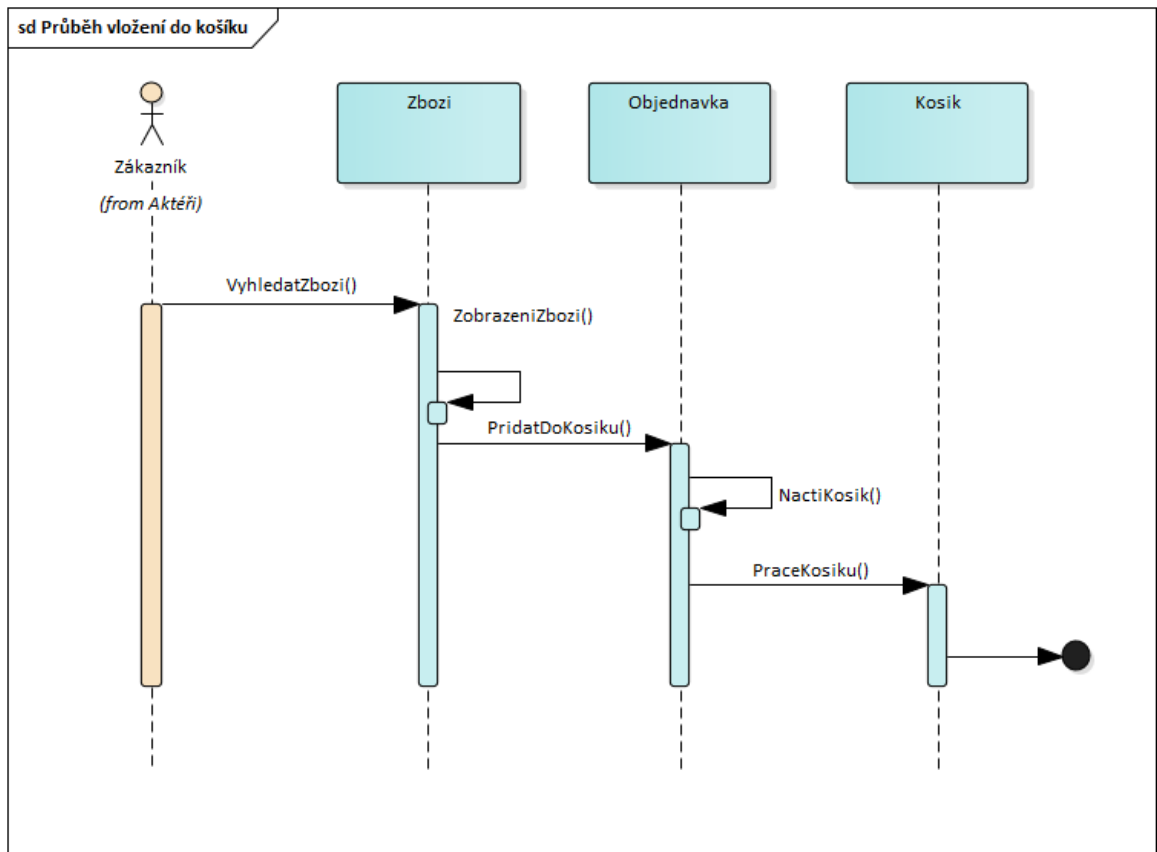 sd Průběh vložení do košíku
Zbozi
Objednavka
Kosik
Zákazník
(from Aktéři)
VyhledatZbozi()
ZobrazeniZbozi()
PridatDoKosiku()
NactiKosik()
PraceKosiku()